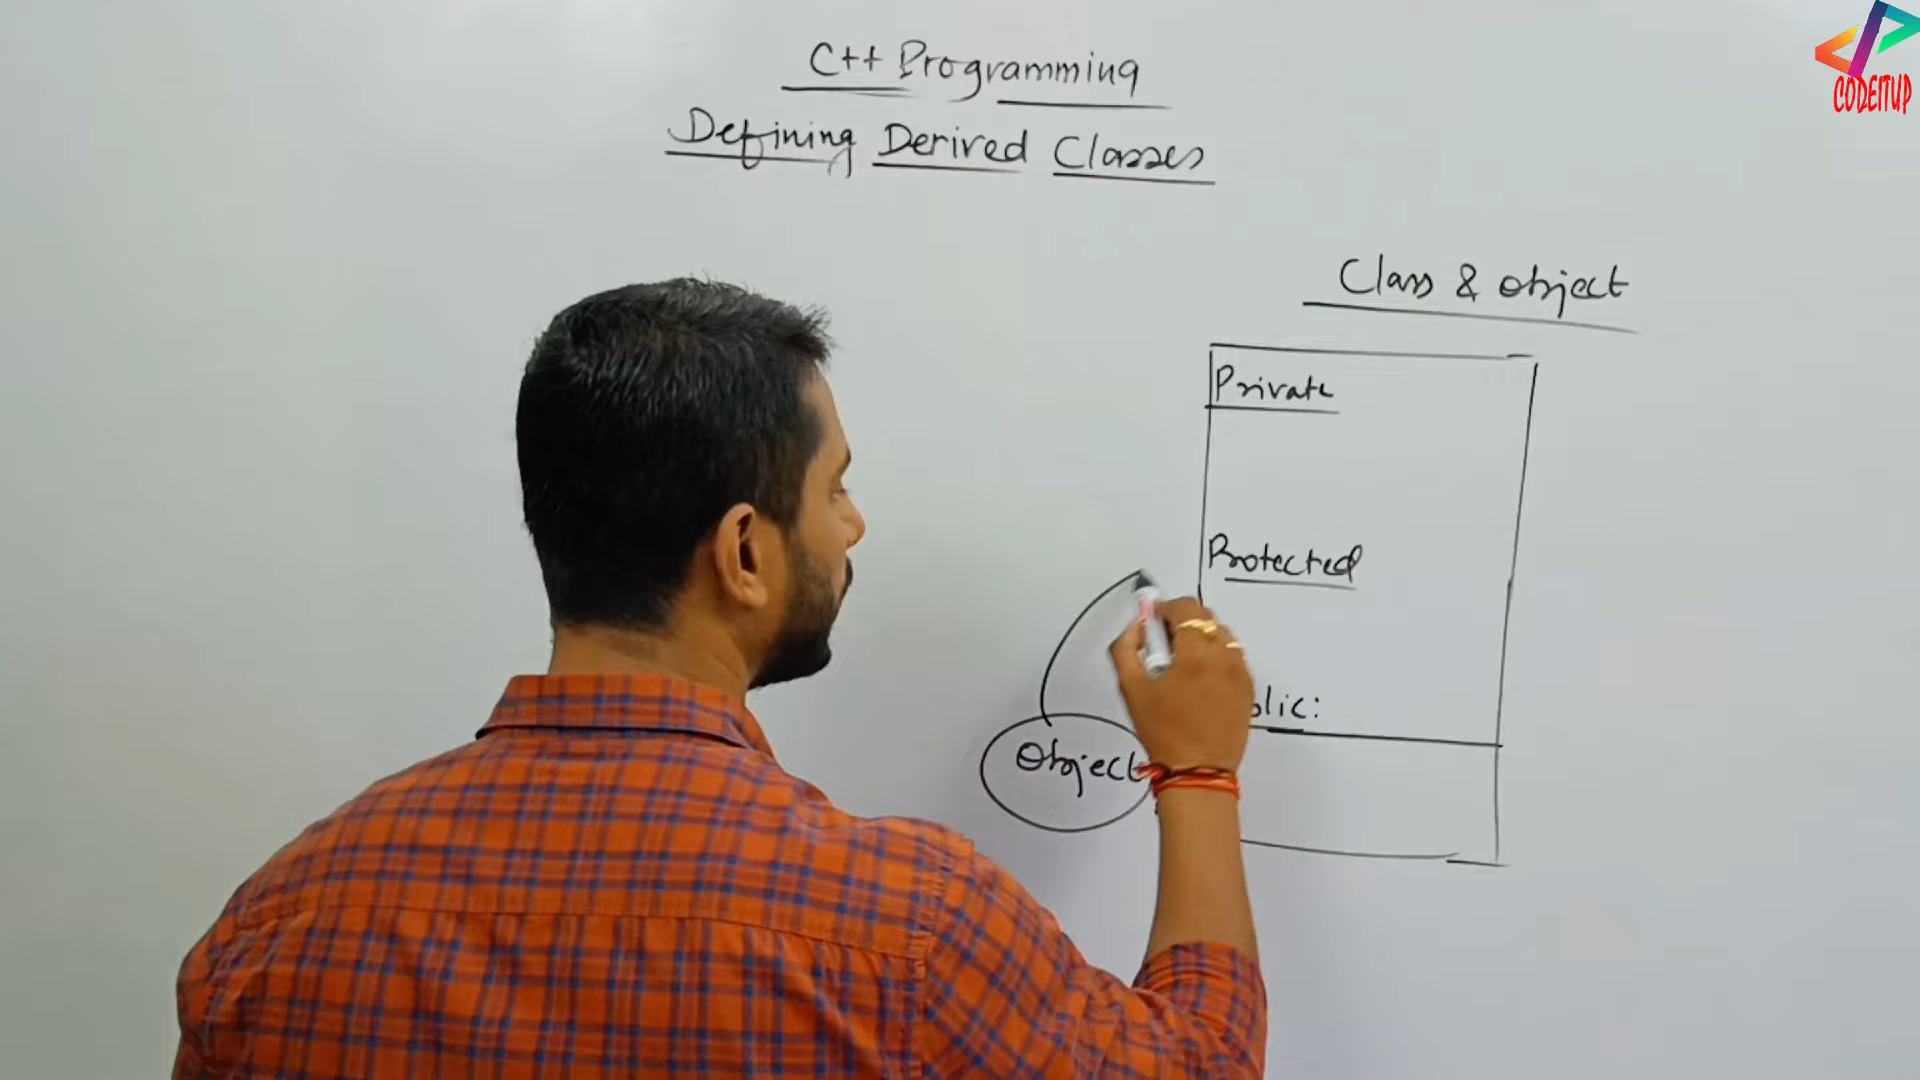 C++ Programming
Defining Derived Classes
CODEITUP
Class & object
Private
Protected
blic:
Object